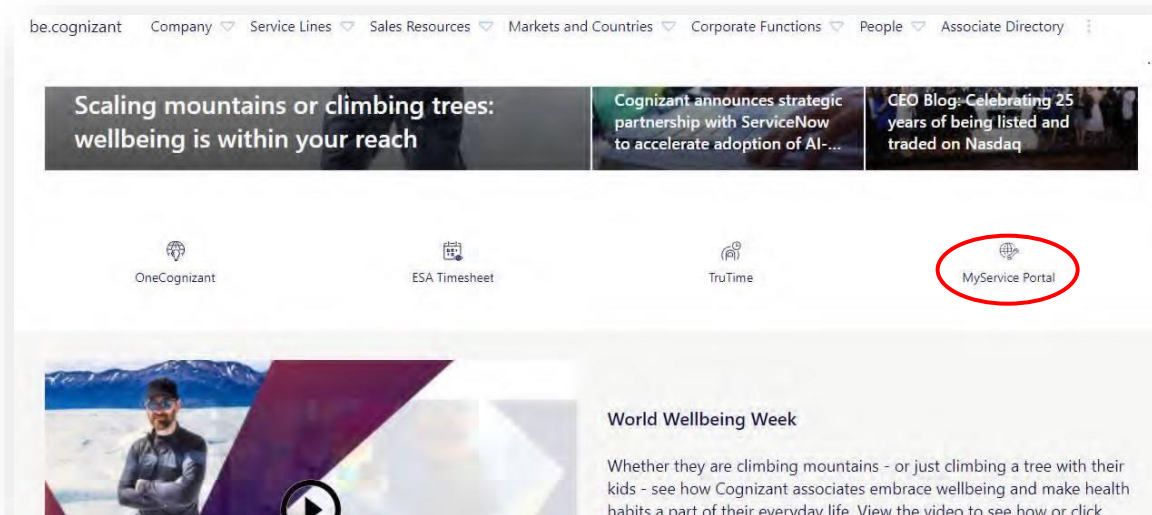 be.cognizant Company Service Lines Sales Resources Markets and Countries Corporate Functions People Associate Directory
Scaling mountains or climbing trees:
wellbeing is within your reach
Cognizant announces strategic
partnership with ServiceNow
to accelerate adoption of AI-...
CEO Blog: Celebrating 25
years of being listed and
traded on Nasdaq
OneCognizant
ESA Timesheet
TruTime
MyService Portal
World Wellbeing Week
Whether they are climbing mountains - or just climbing a tree with their
kids - see how Cognizant associates embrace wellbeing and make health
habits a part of their everyday life. View the video to see how or click